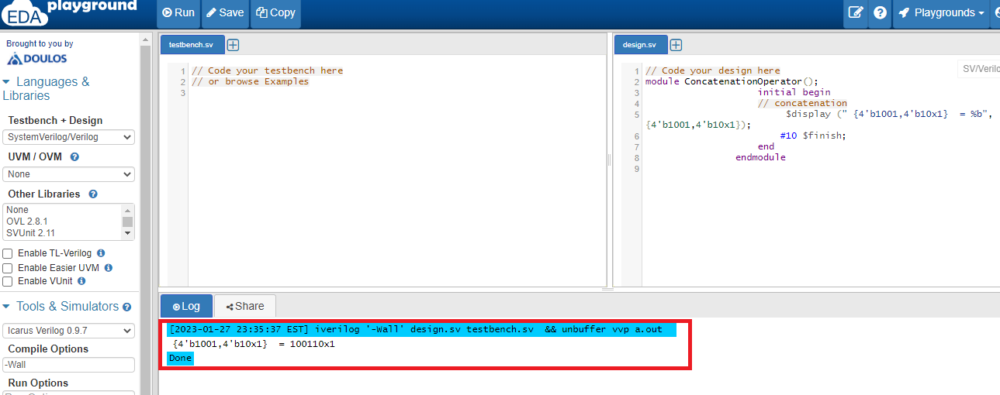 EDA playground
Run
Save
Copy
Playgrounds
Brought to you by
DOULOS
Languages &
Libraries
Testbench + Design
SystemVerilog/Verilog
UVM / OVM ?
None
Other Libraries ?
None
OVL 2.8.1
SVUnit 2.11
Enable TL-Verilog
Enable Easier UVM
Enable VUnit
Tools & Simulators ?
Icarus Verilog 0.9.7
Compile Options
-Wall
Run Options
testbench.sv
1 // Code your testbench here
2 // or browse Examples
3
design.sv
SV/Verilo
1 // Code your design here
2 module ConcatenationOperator();
3 initial begin
4 // concatenation
5 $display (" {4'b1001,4'b10x1}  = %b",
{4'b1001,4'b10x1});
6 #10 $finish;
7 end
8 endmodule
9
Log
Share
[2023-01-27 23:35:37 EST] iverilog '-Wall' design.sv testbench.sv  && unbuffer vvp a.out
{4'b1001,4'b10x1}  = 100110x1
Done